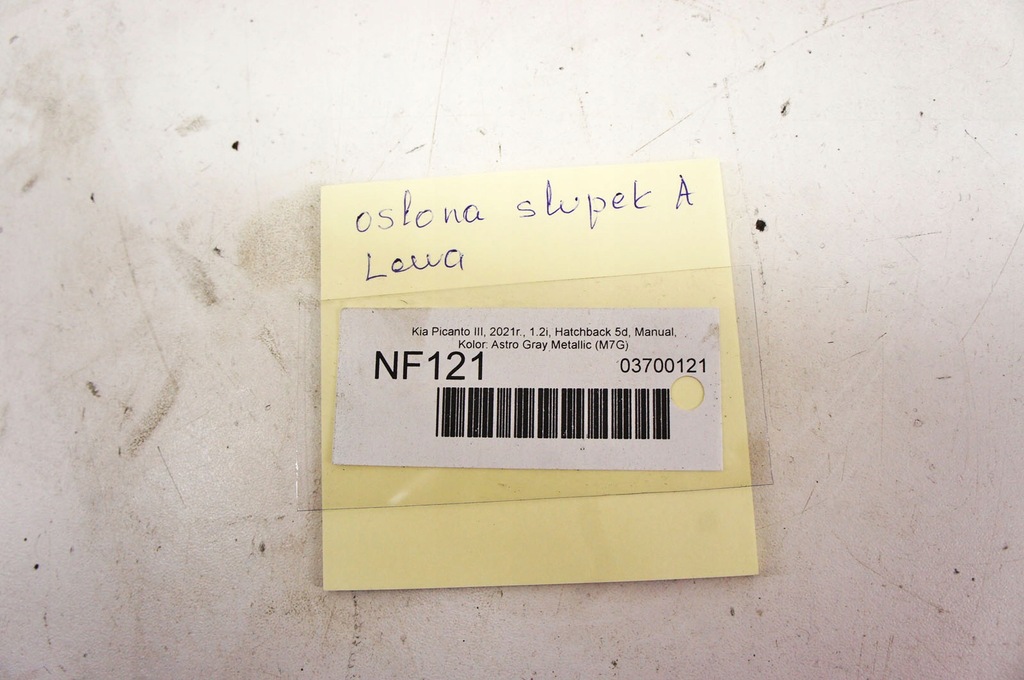 osłona słupek A
Lewa
Kia Picanto III, 2021r., 1.2i, Hatchback 5d, Manual,
Kolor: Astro Gray Metallic (M7G)
NF121 03700121